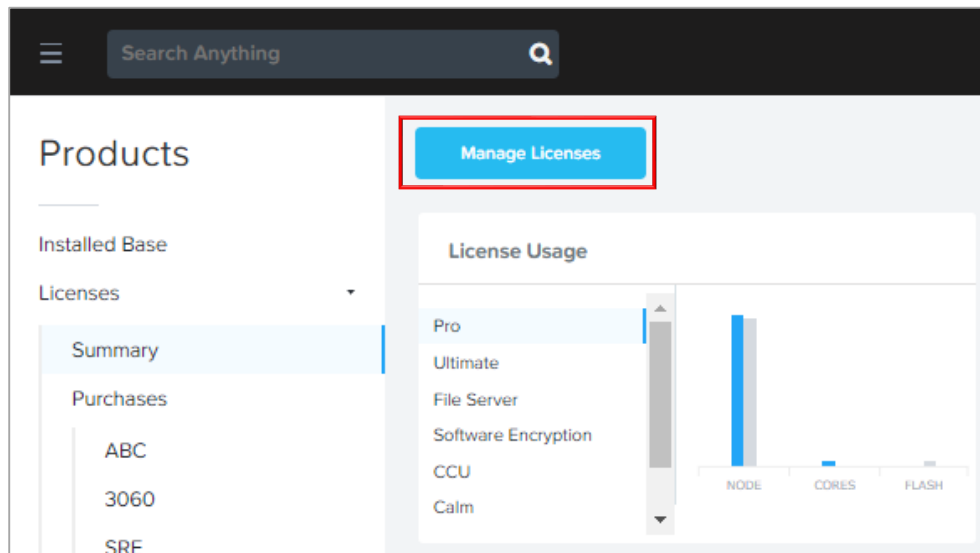 Search Anything
Products
Manage Licenses
Installed Base
Licenses
Summary
Purchases
ABC
3060
SRE
License Usage
Pro
Ultimate
File Server
Software Encryption
CCU
Calm
NODE
CORES
FLASH